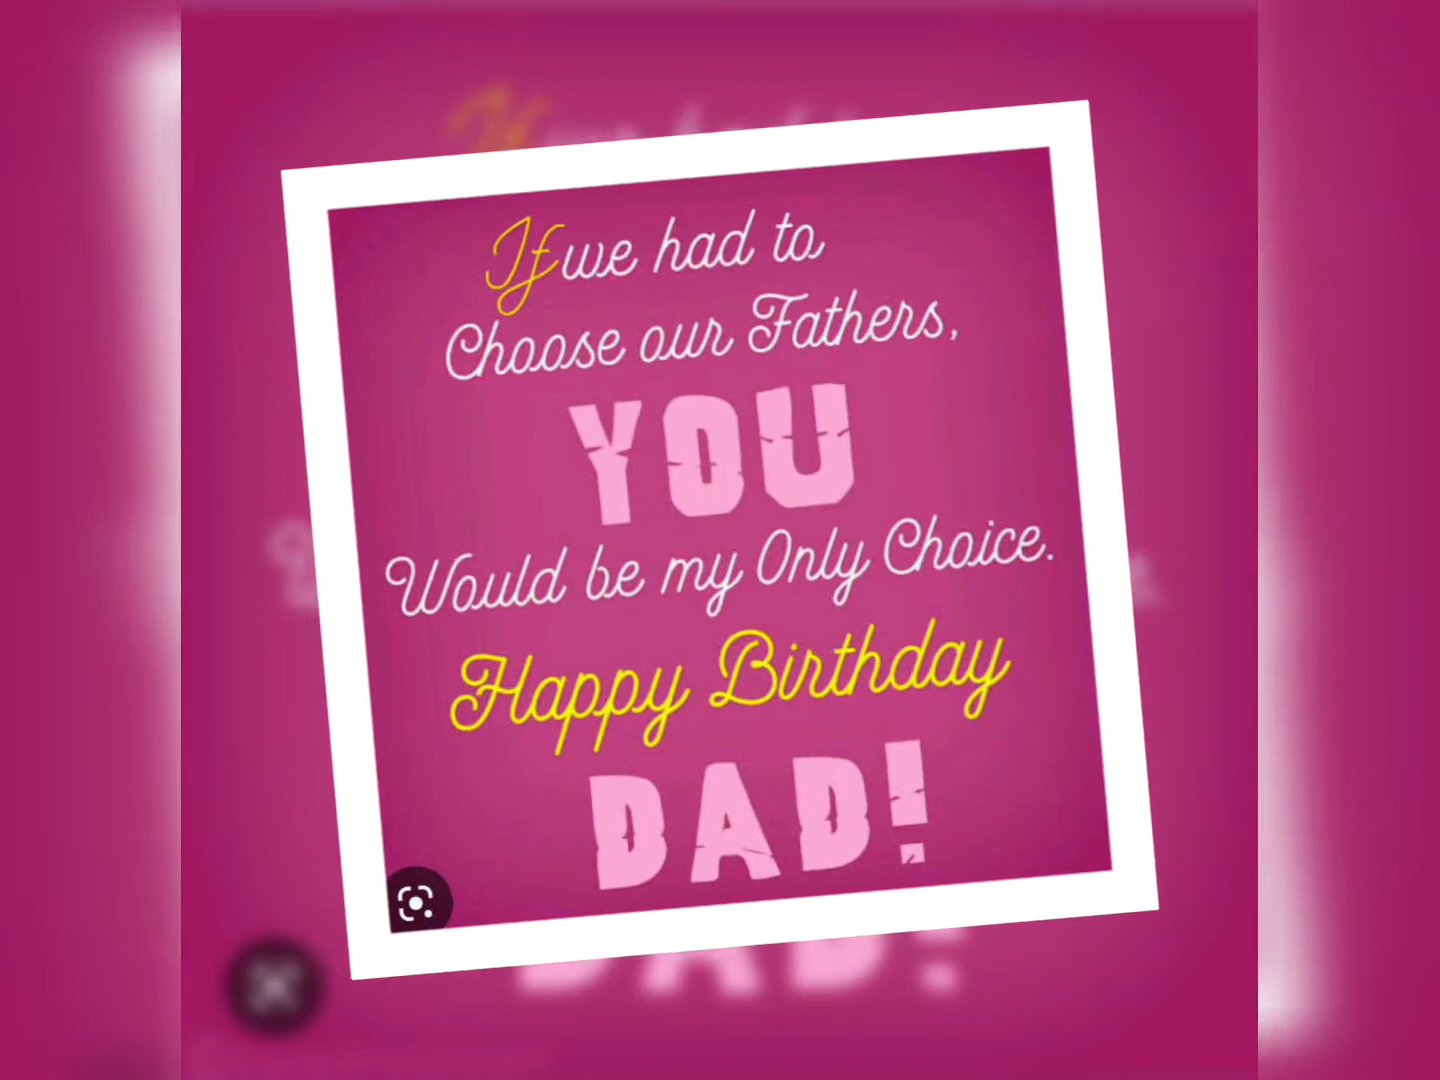 If we had to
Choose our Fathers,
YOU
Would be my Only Choice.
Happy Birthday
DAD!